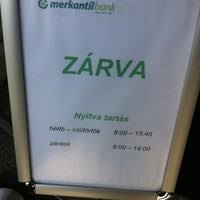 merkantilbank
ZÁRVA
Nyitva tartás
hétfő – csütörtök 8:00 – 15:45
péntek 8:00 – 14:00